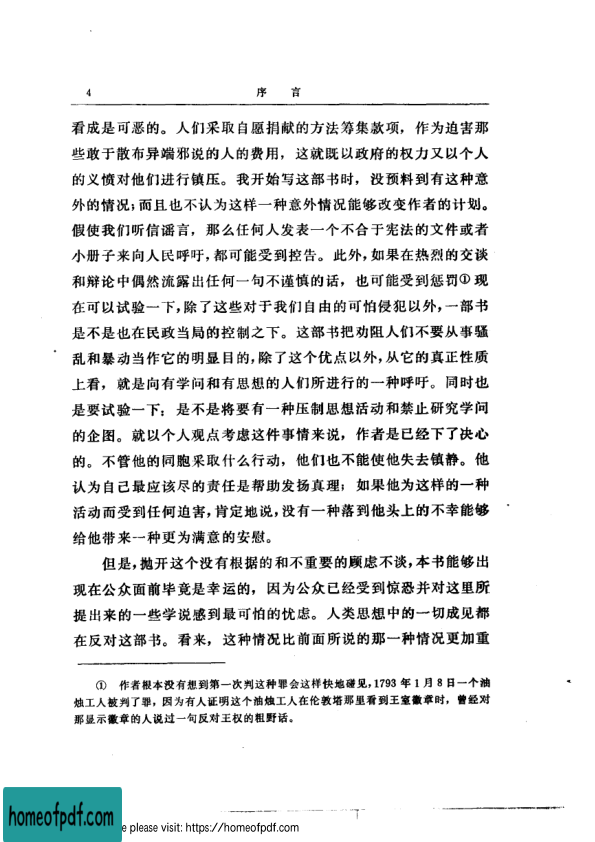 4
序 言
看成是可恶的。人们采取自愿捐献的方法筹集款项，作为迫害那
些敢于散布异端邪说的人的费用，这就既以政府的权力又以个人
的义愤对他们进行镇压。我开始写这部书时，没预料到有这种意
外的情况；而且也不认为这样一种意外情况能够改变作者的计划。
假使我们听信谣言，那么任何人发表一个不合于宪法的文件或者
小册子来向人民呼吁，都可能受到控告。此外，如果在热烈的交谈
和辩论中偶然流露出任何一句不谨慎的话，也可能受到惩罚①现
在可以试验一下，除了这些对于我们自由的可怕侵犯以外，一部书
是不是也在民政当局的控制之下。这部书把劝阻人们不要从事骚
乱和暴动当作它的明显目的，除了这个优点以外，从它的真正性质
上看，就是向有学问和有思想的人们所进行的一种呼吁。同时也
是要试验一下；是不是将要有一种压制思想活动和禁止研究学问
的企图。就以个人观点考虑这件事情来说，作者是已经下了决心
的。不管他的同胞采取什么行动，他们也不能使他失去镇静。他
认为自己最应该尽的责任是帮助发扬真理；如果他为这样的一种
活动而受到任何迫害，肯定地说，没有一种落到他头上的不幸能够
给他带来一种更为满意的安慰。
但是，抛开这个没有根据的和不重要的顾虑不谈，本书能够出
现在公众面前毕竟是幸运的，因为公众已经受到惊恐并对这里所
提出来的一些学说感到最可怕的忧虑。人类思想中的一切成见都
在反对这部书。看来，这种情况比前面所说的那一种情况更加重
① 作者根本没有想到第一次判这种罪会这样快地碰见，1793年1月8日一个油
烛工人被判了罪，因为有人证明这个油烛工人在伦敦塔那里看到王室徽章时，曾经对
那显示徽章的人说过一句反对王权的粗野话。
homeofpdf.com
e please visit: https://homeofpdf.com